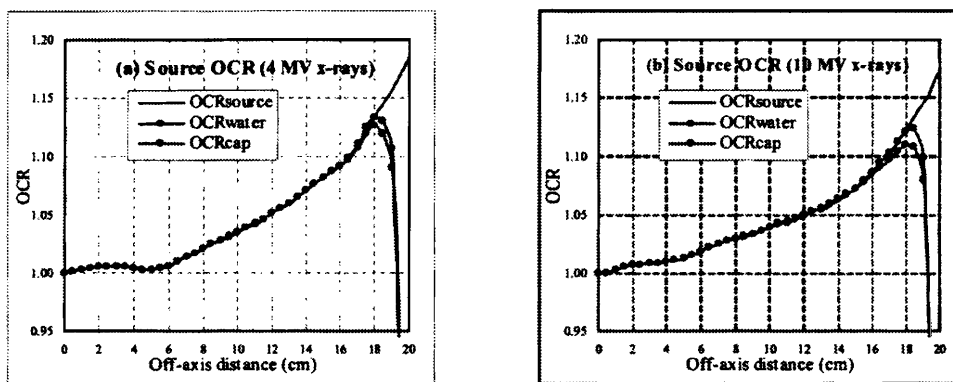 1.20
(a) Source OCR (4 MV x-rays)
OCRsource
OCRwater
OCRcap
1.15
1.10
1.05
1.00
0.95
OCR
0 2 4 6 8 10 12 14 16 18 20
Off-axis distance (cm)
1.20
(b) Source OCR (10 MV x-rays)
OCRsource
OCRwater
OCRcap
1.15
1.10
1.05
1.00
0.95
OCR
0 2 4 6 8 10 12 14 16 18 20
Off-axis distance (cm)